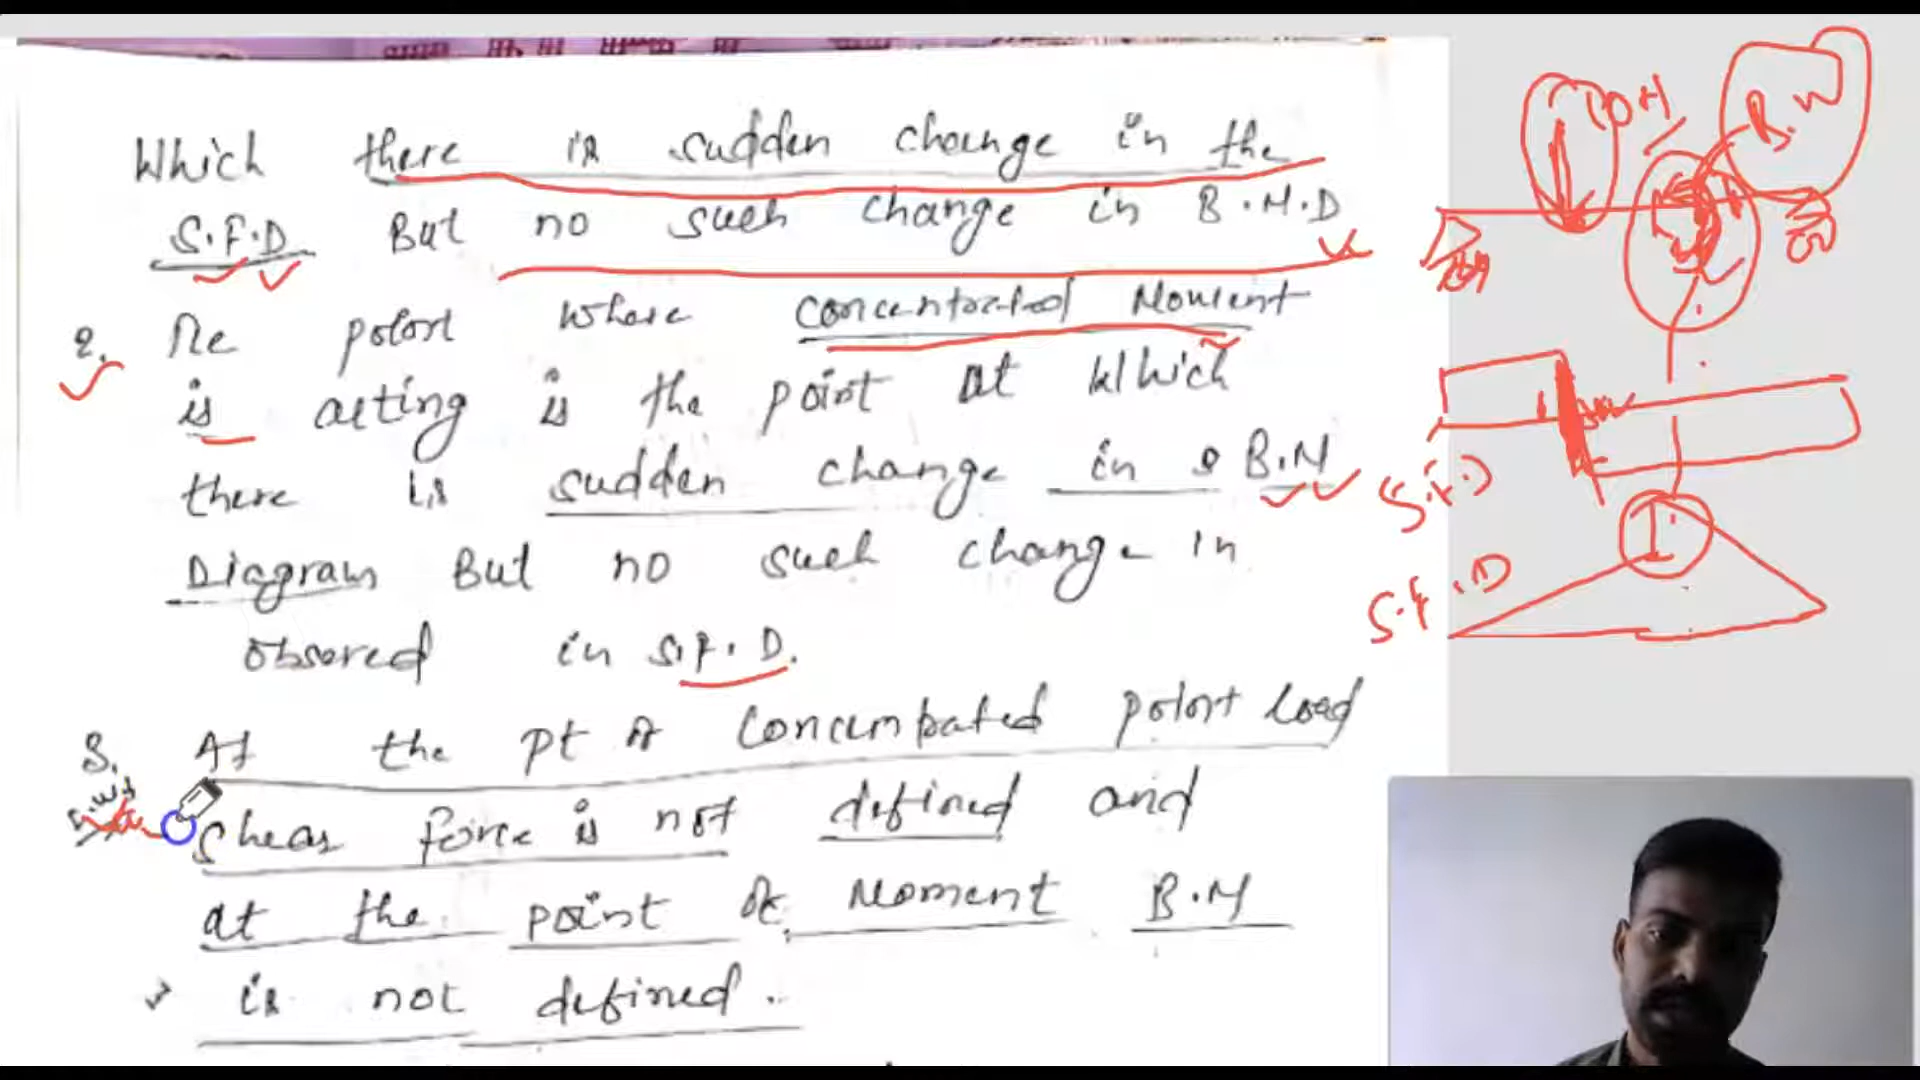 Which there is sudden change in the
S.F.D But no such change in B.M.D
2. The point where concentrated Moment
is acting is the point at which
there is sudden change in B.M
Diagram But no such change in
observed in S.F.D.
3. At the pt of concentrated point load
Shear force is not defined and
at the point of Moment B.M
is not defined.
10N
B.M
S.F.D
S.F.D